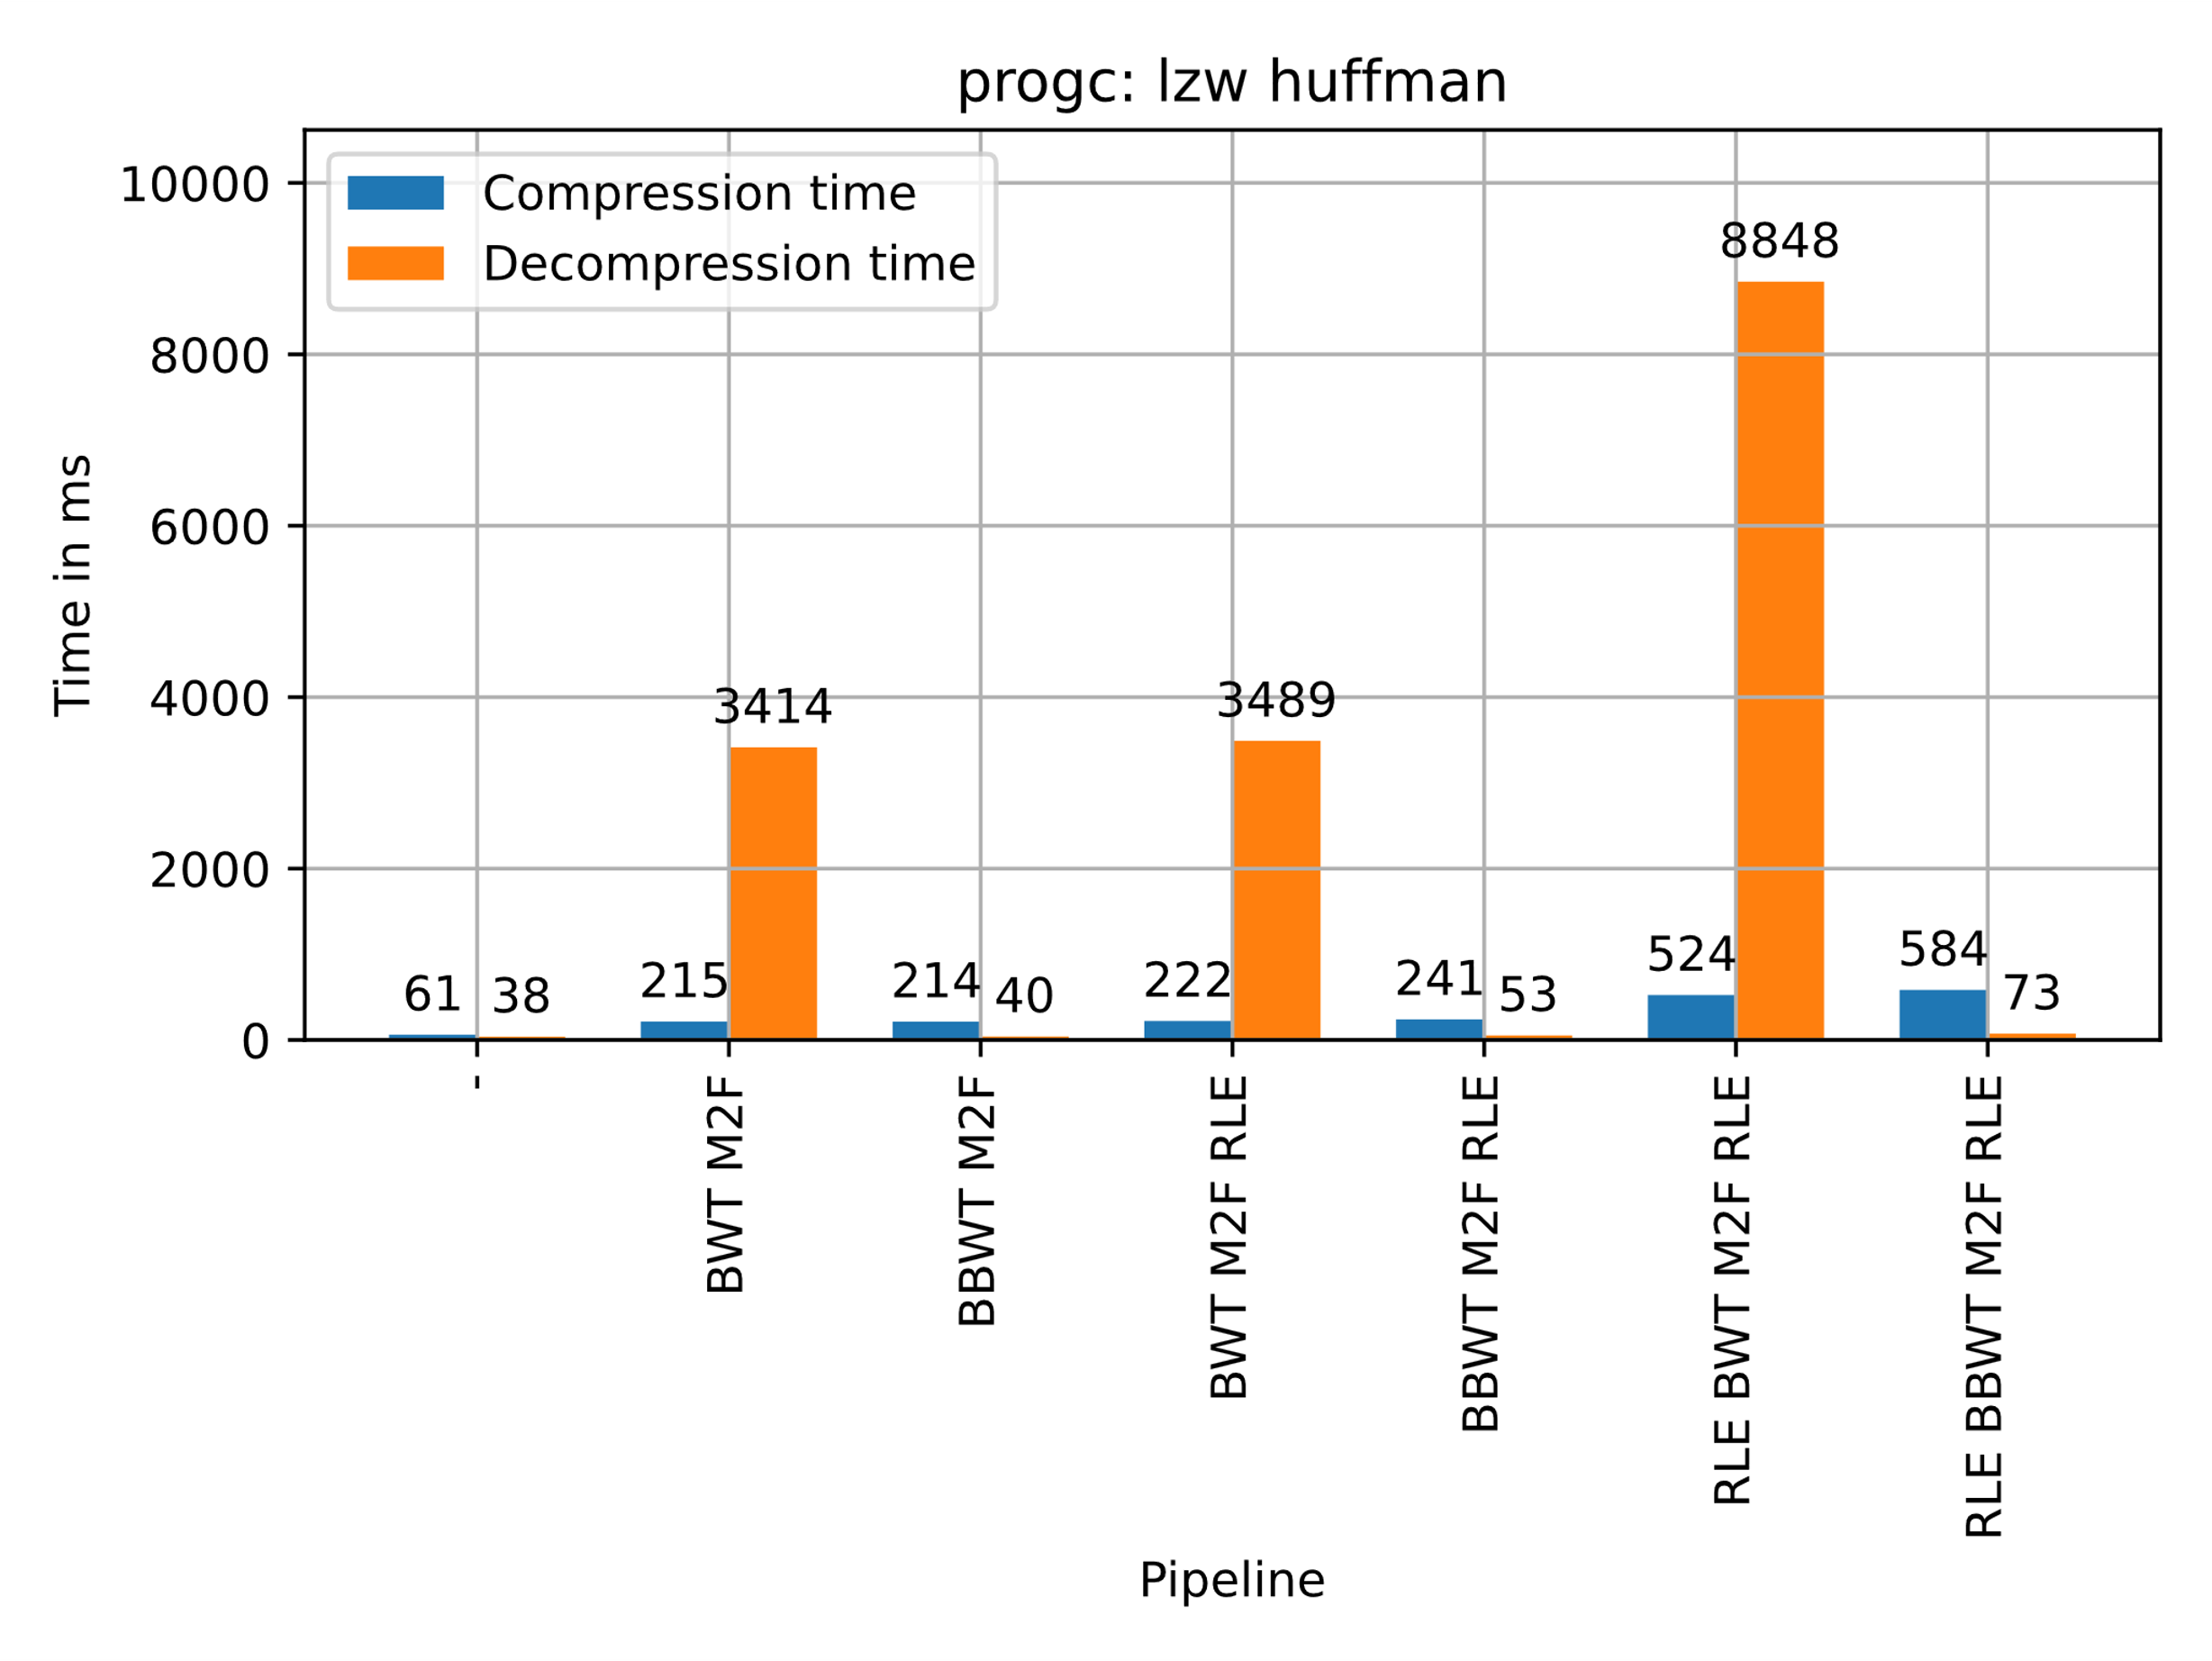 progc: lzw huffman
Compression time
Decompression time
Time in ms
10000
8000
6000
4000
2000
0
61 38
215 3414
214 40
222 3489
241 53
524 8848
584 73
-
BWT M2F
BBWT M2F
BWT M2F RLE
BBWT M2F RLE
RLE BWT M2F RLE
RLE BBWT M2F RLE
Pipeline